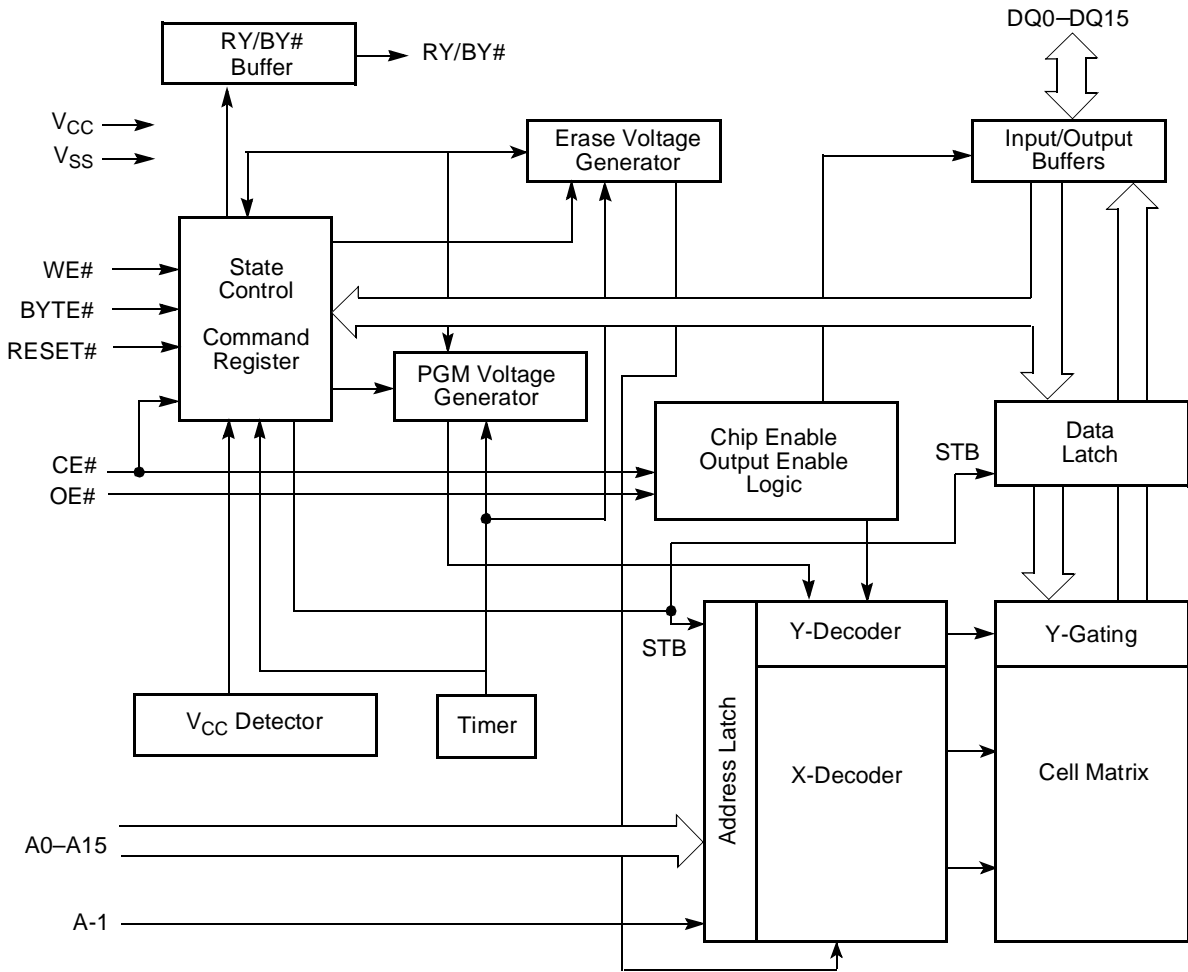 DQ0–DQ15
RY/BY#
Buffer
RY/BY#
VCC
VSS
Erase Voltage
Generator
Input/Output
Buffers
WE#
BYTE#
RESET#
State
Control
Command
Register
PGM Voltage
Generator
Chip Enable
Output Enable
Logic
STB
Data
Latch
CE#
OE#
STB
Address Latch
Y-Decoder
Y-Gating
VCC Detector
Timer
X-Decoder
Cell Matrix
A0–A15
A-1